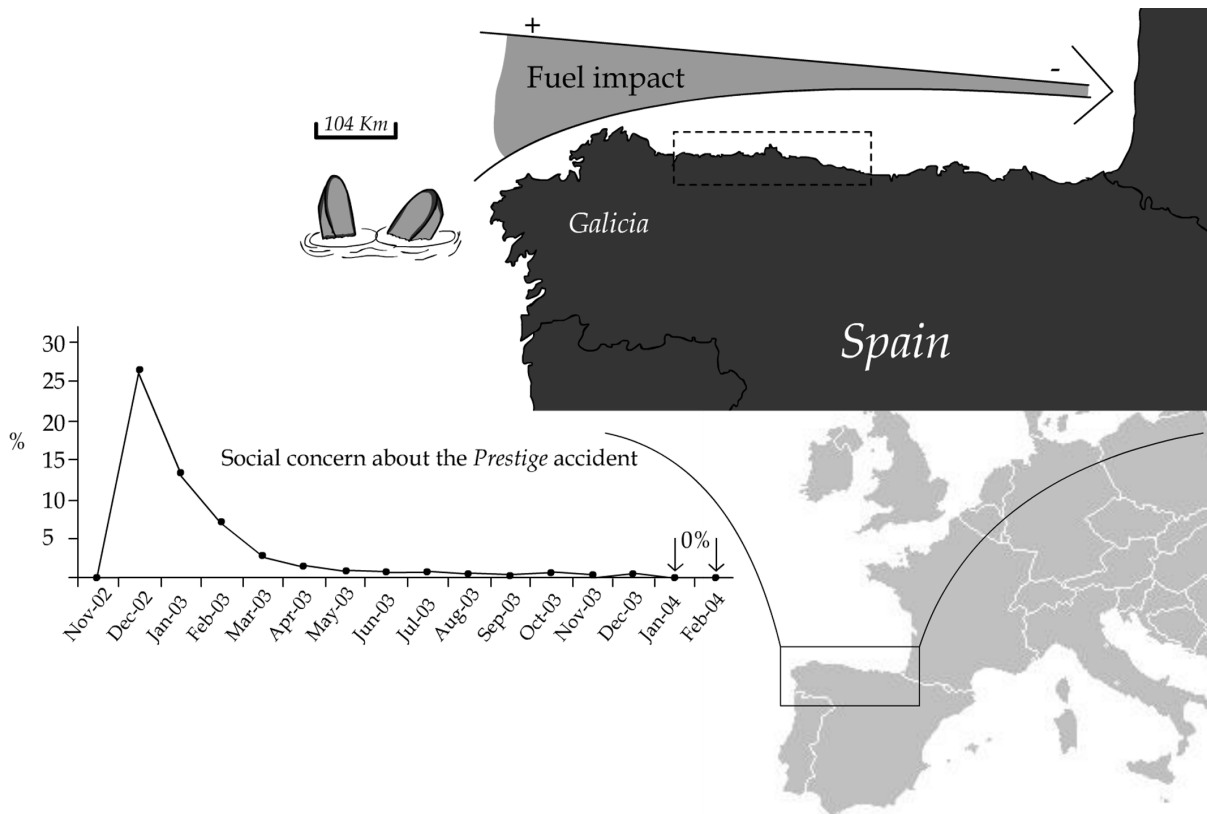 +
Fuel impact
-
104 Km
Galicia
Spain
30
25
20
%
15
10
5
Social concern about the Prestige accident
0%
Nov-02
Dec-02
Jan-03
Feb-03
Mar-03
Apr-03
May-03
Jun-03
Jul-03
Aug-03
Sep-03
Oct-03
Nov-03
Dec-03
Jan-04
Feb-04